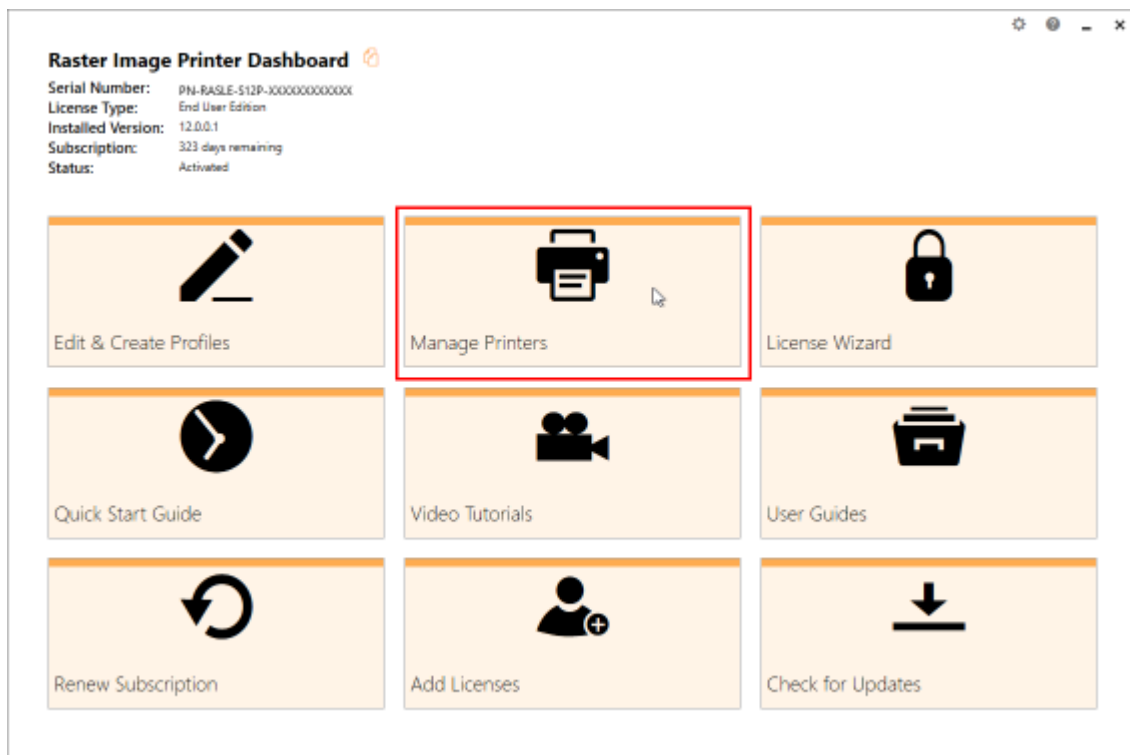 Raster Image Printer Dashboard
Serial Number: PN-RASLE-S12P-XXXXXXXXXXXX
License Type: End User Edition
Installed Version: 12.0.0.1
Subscription: 323 days remaining
Status: Activated
Edit & Create Profiles
Manage Printers
License Wizard
Quick Start Guide
Video Tutorials
User Guides
Renew Subscription
Add Licenses
Check for Updates